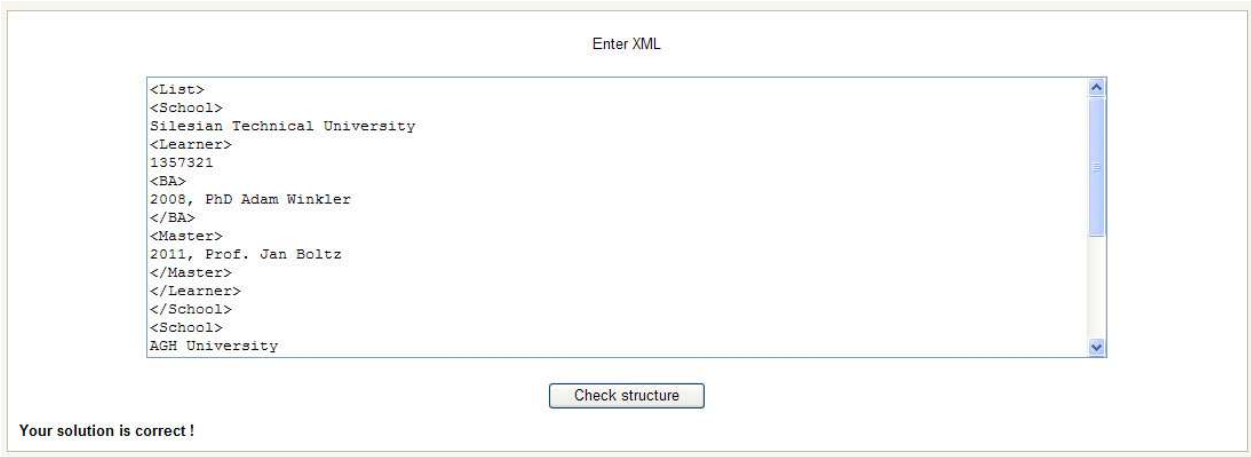 Enter XML
<List>
<School>
Silesian Technical University
<Learner>
1357321
<BA>
2008, PhD Adam Winkler
</BA>
<Master>
2011, Prof. Jan Boltz
</Master>
</Learner>
</School>
<School>
AGH University
Check structure
Your solution is correct !